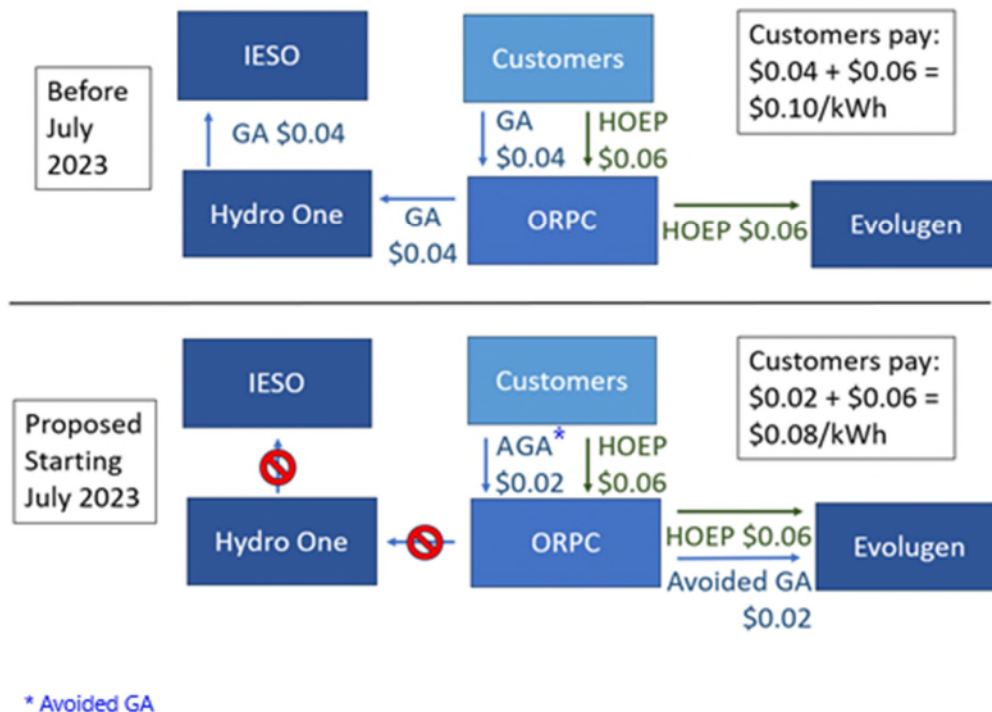 Before
July
2023
IESO
GA $0.04
Hydro One
GA
$0.04
Customers
GA
$0.04
HOEP
$0.06
ORPC
HOEP $0.06
Evolugen
Customers pay:
$0.04 + $0.06 =
$0.10/kWh
Proposed
Starting
July 2023
IESO
Hydro One
Customers
AGA*
$0.02
HOEP
$0.06
ORPC
HOEP $0.06
Avoided GA
$0.02
Evolugen
Customers pay:
$0.02 + $0.06 =
$0.08/kWh
* Avoided GA